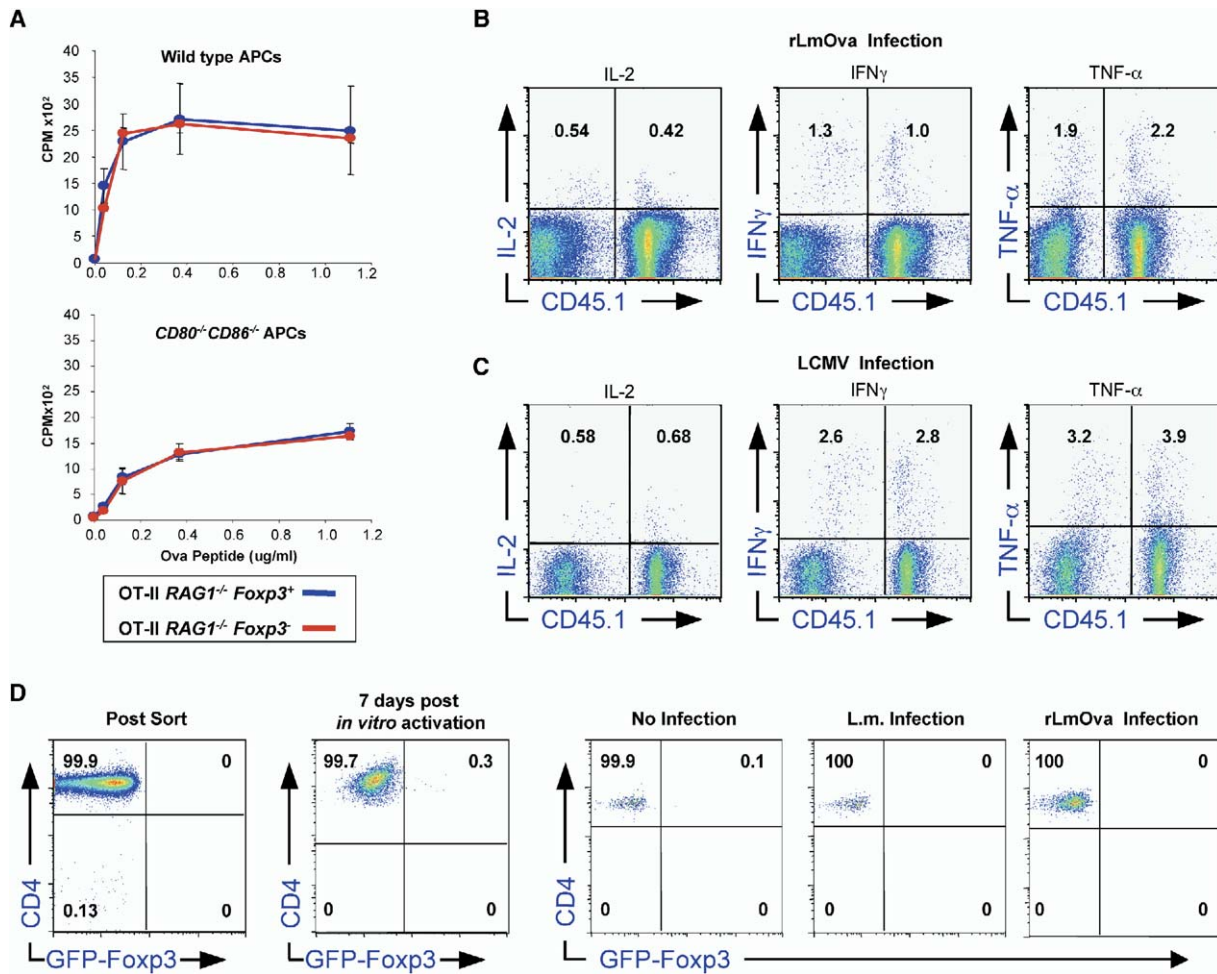 A
Wild type APCs
CPM x10²
40
35
30
25
20
15
10
5
0
0.0 0.2 0.4 0.6 0.8 1.0 1.2
CD80-/-CD86-/- APCs
CPMx10²
40
35
30
25
20
15
10
5
0
0.0 0.2 0.4 0.6 0.8 1.0 1.2
Ova Peptide (ug/ml)
OT-II RAG1-/- Foxp3+
OT-II RAG1-/- Foxp3-
B
rLmOva Infection
IL-2 IFNγ TNF-α
0.54 0.42 1.3 1.0 1.9 2.2
IL-2 IFNγ TNF-α
CD45.1 CD45.1 CD45.1
C
LCMV Infection
IL-2 IFNγ TNF-α
0.58 0.68 2.6 2.8 3.2 3.9
IL-2 IFNγ TNF-α
CD45.1 CD45.1 CD45.1
D
Post Sort
99.9 0
0.13 0
CD4
GFP-Foxp3
7 days post
in vitro activation
99.7 0.3
0 0
CD4
GFP-Foxp3
No Infection L.m. Infection rLmOva Infection
99.9 0.1 100 0 100 0
0 0 0 0 0 0
CD4
GFP-Foxp3